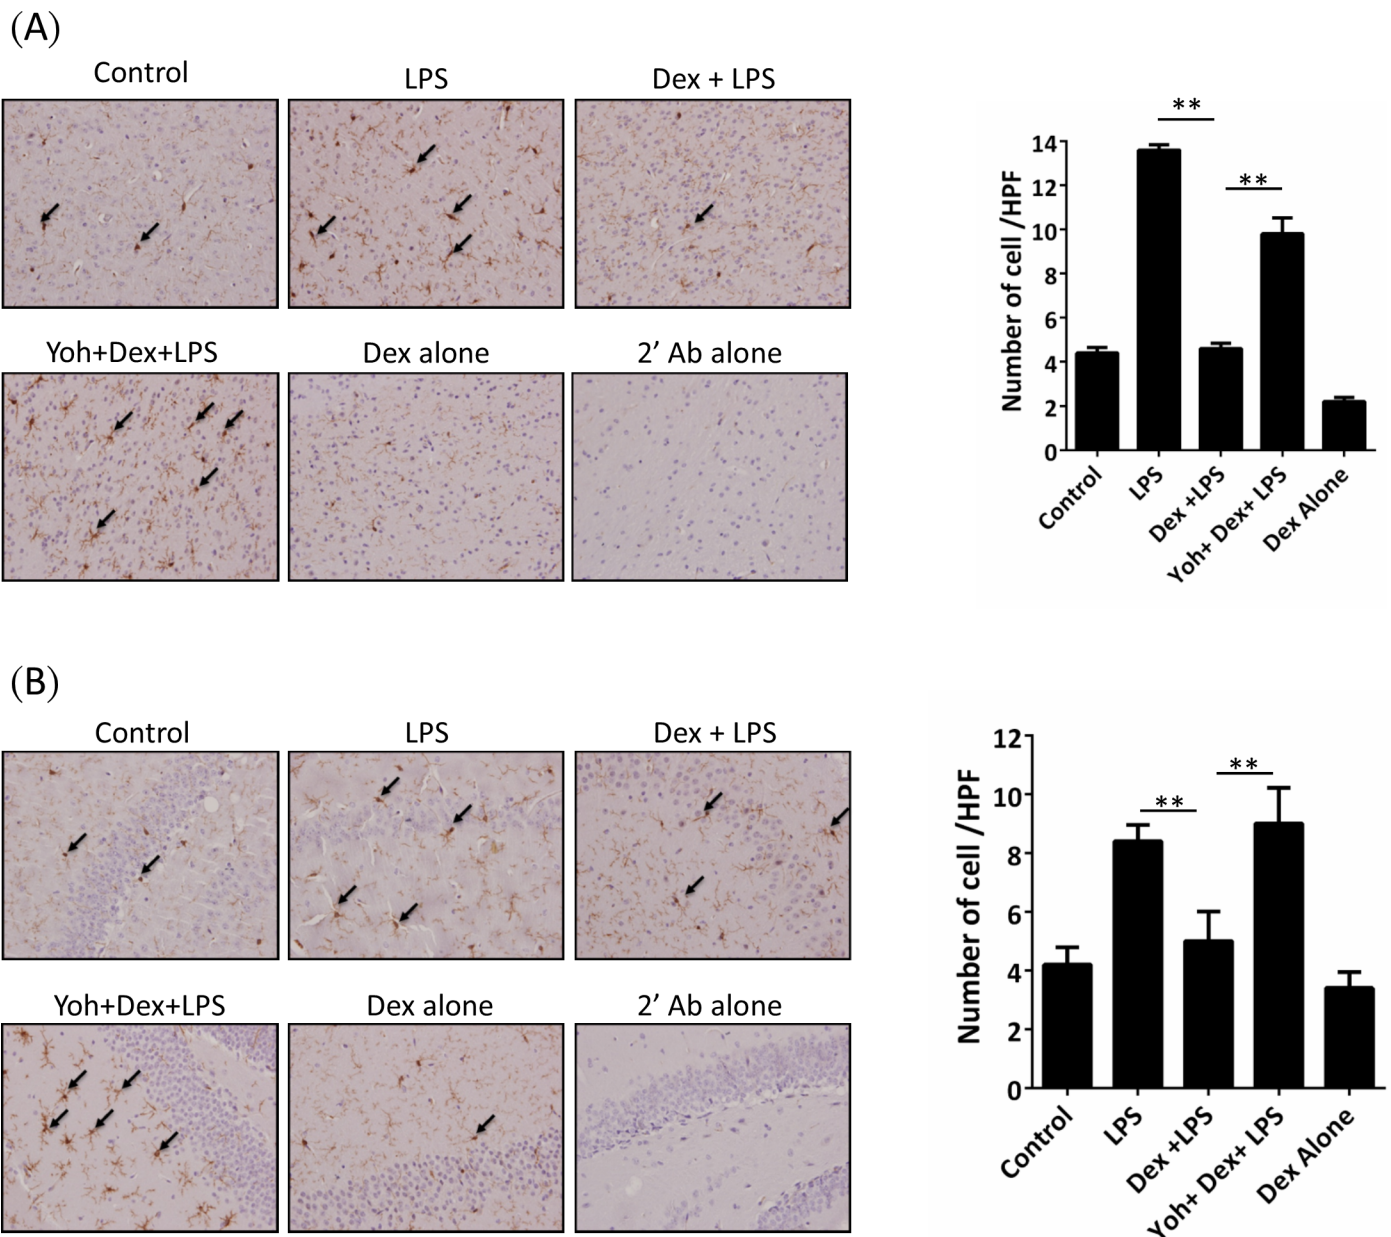 (A)
Control
LPS
Dex + LPS
Yoh+Dex+LPS
Dex alone
2’ Ab alone
**
**
Number of cell /HPF
14
12
10
8
6
4
2
0
Control
LPS
Dex +LPS
Yoh+ Dex+ LPS
Dex Alone
(B)
Control
LPS
Dex + LPS
Yoh+Dex+LPS
Dex alone
2’ Ab alone
**
**
Number of cell /HPF
12
10
8
6
4
2
0
Control
LPS
Dex +LPS
Yoh+ Dex+ LPS
Dex Alone